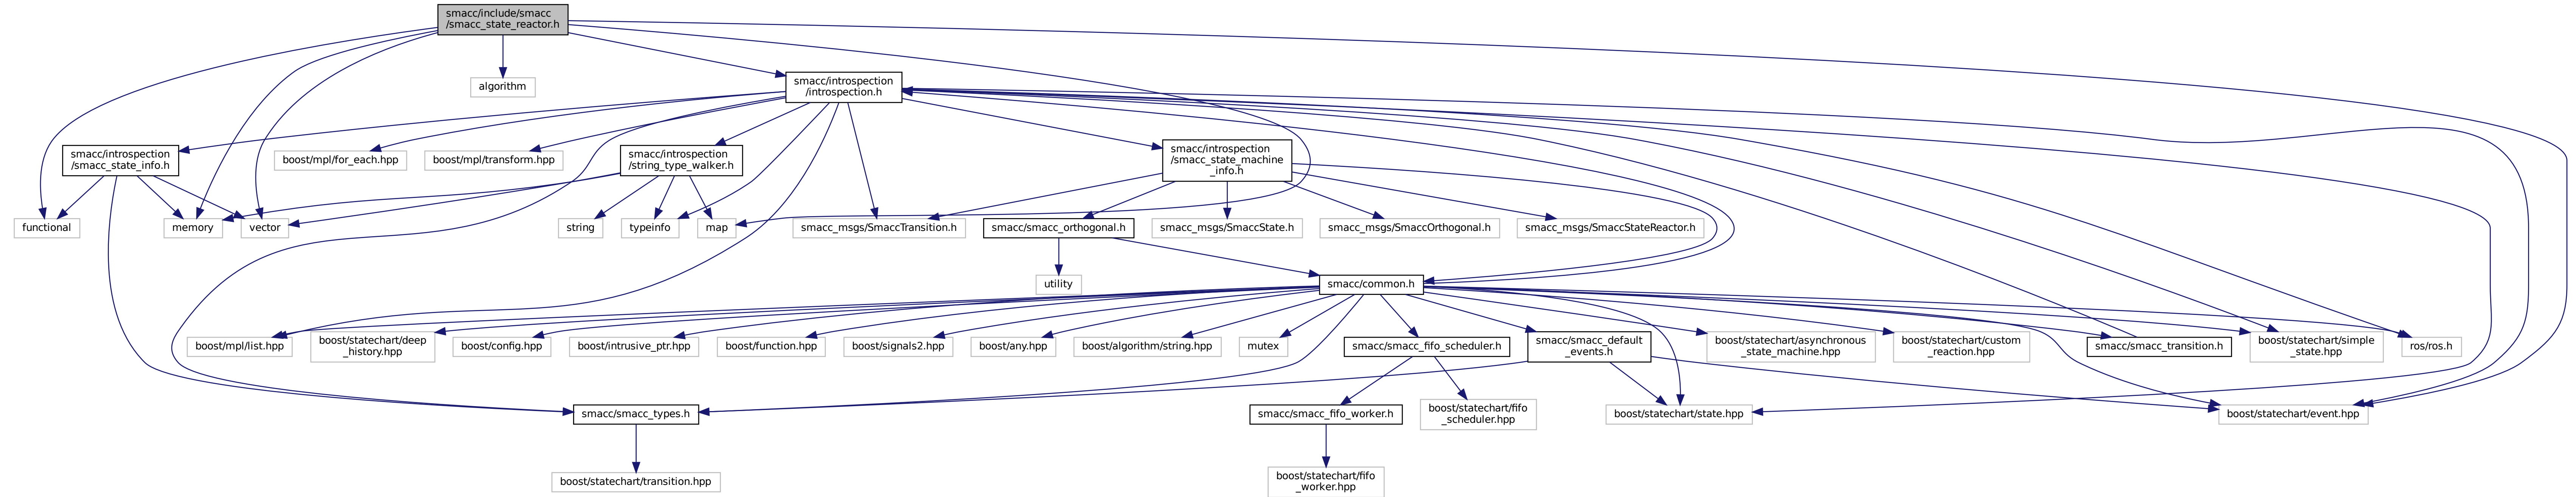 smacc/include/smacc
/smacc_state_reactor.h
algorithm
smacc/introspection
/introspection.h
smacc/introspection
/smacc_state_info.h
boost/mpl/for_each.hpp
boost/mpl/transform.hpp
smacc/introspection
/string_type_walker.h
smacc/introspection
/smacc_state_machine
_info.h
functional
memory
vector
string
typeinfo
map
smacc_msgs/SmaccTransition.h
smacc/smacc_orthogonal.h
smacc_msgs/SmaccState.h
smacc_msgs/SmaccOrthogonal.h
smacc_msgs/SmaccStateReactor.h
utility
smacc/common.h
boost/mpl/list.hpp
boost/statechart/deep
_history.hpp
boost/config.hpp
boost/intrusive_ptr.hpp
boost/function.hpp
boost/signals2.hpp
boost/any.hpp
boost/algorithm/string.hpp
mutex
smacc/smacc_fifo_scheduler.h
smacc/smacc_default
_events.h
boost/statechart/asynchronous
_state_machine.hpp
boost/statechart/custom
_reaction.hpp
smacc/smacc_transition.h
boost/statechart/simple
_state.hpp
ros/ros.h
smacc/smacc_types.h
smacc/smacc_fifo_worker.h
boost/statechart/fifo
_scheduler.hpp
boost/statechart/state.hpp
boost/statechart/event.hpp
boost/statechart/transition.hpp
boost/statechart/fifo
_worker.hpp